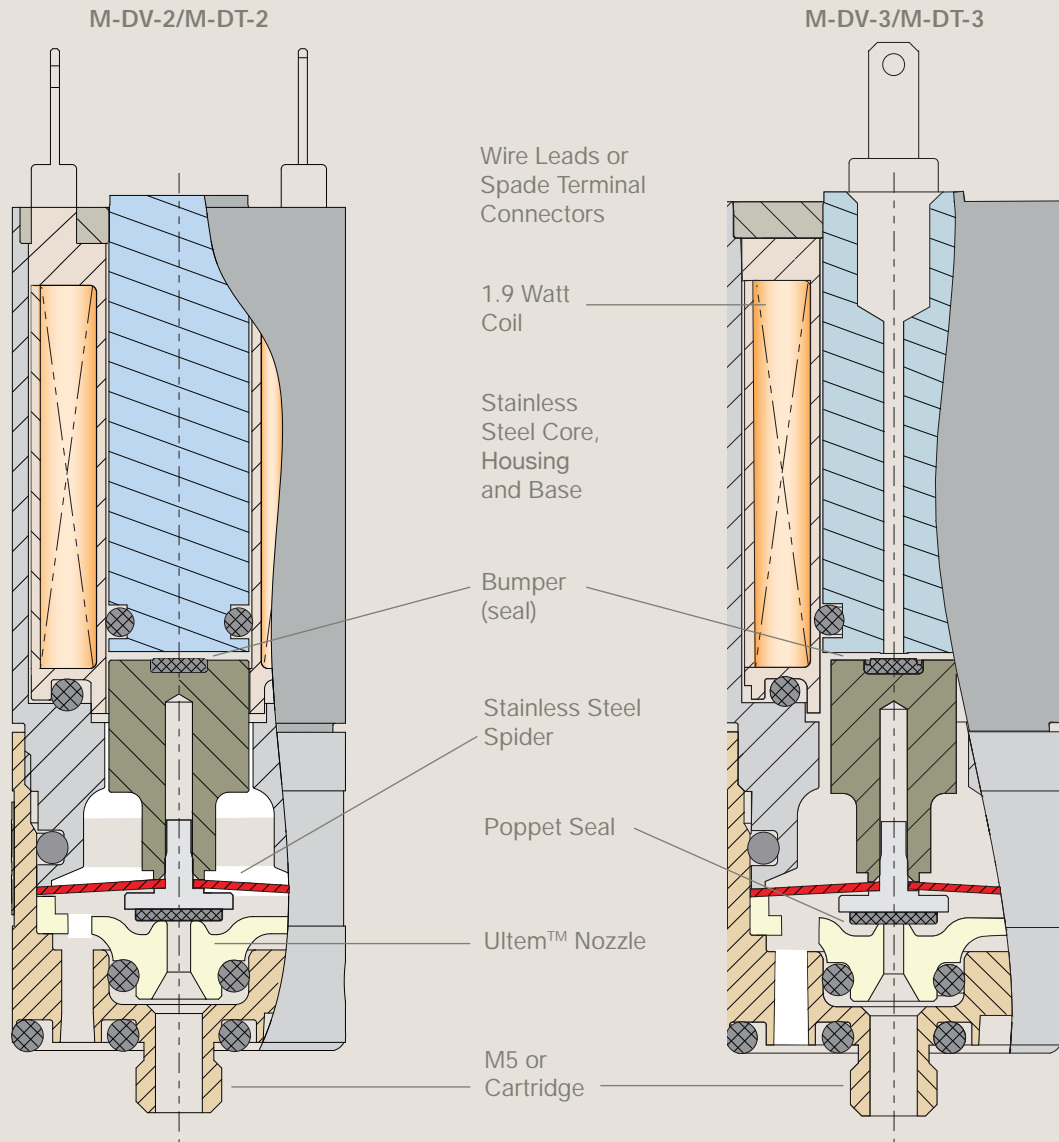 M-DV-2/M-DT-2
M-DV-3/M-DT-3
Wire Leads or
Spade Terminal
Connectors
1.9 Watt
Coil
Stainless
Steel Core,
Housing
and Base
Bumper
(seal)
Stainless Steel
Spider
Poppet Seal
Ultem™ Nozzle
M5 or
Cartridge